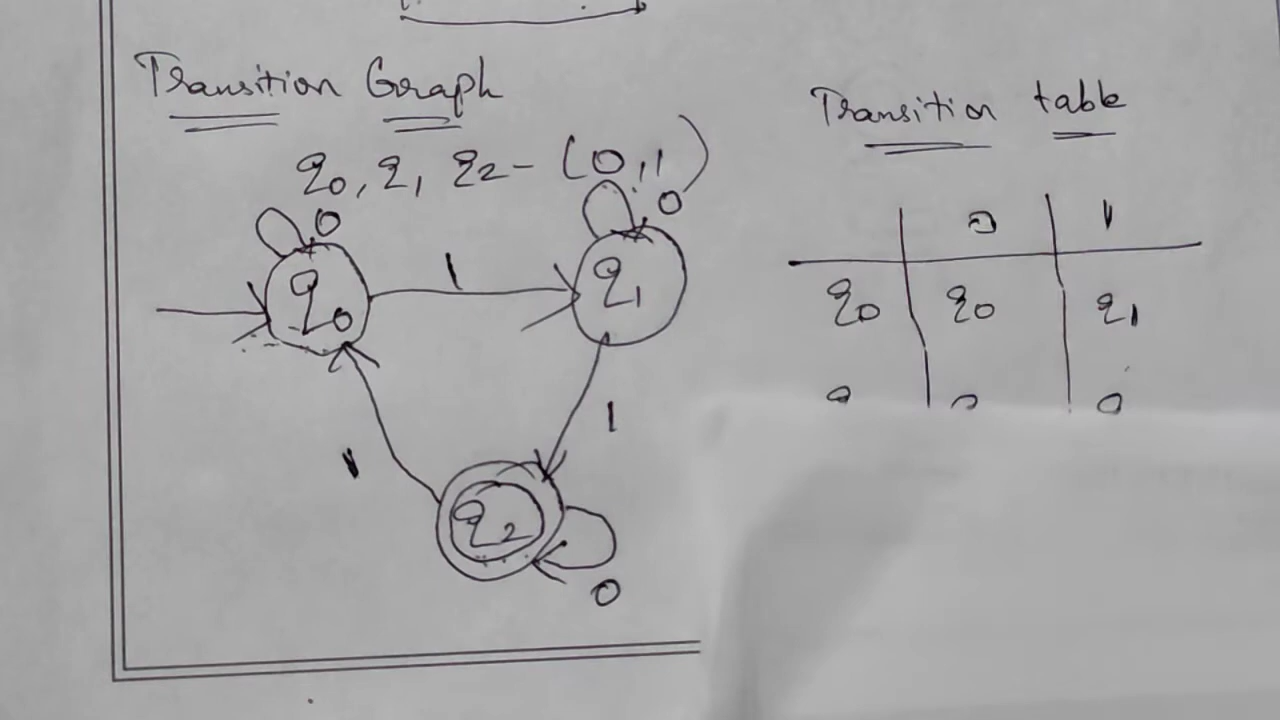 Transition Graph
q0, q1 q2 - (0,1)
0
0
q0
1
q1
1
1
q2
0
Transition table
0 1
q0 q0 q1